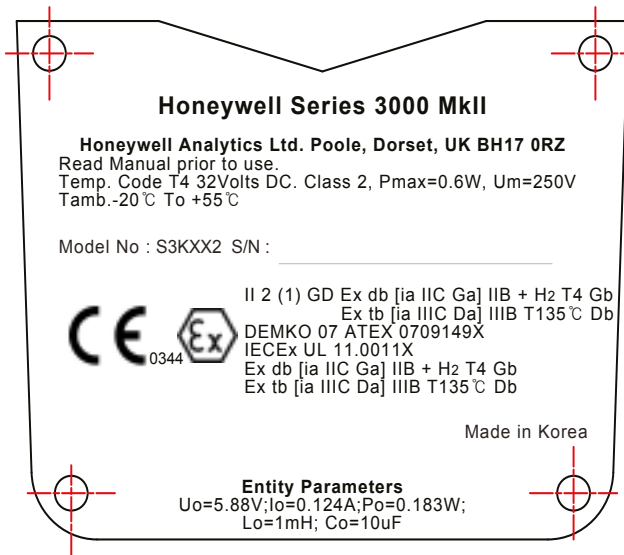 Honeywell Series 3000 MkII
Honeywell Analytics Ltd. Poole, Dorset, UK BH17 0RZ
Read Manual prior to use.
Temp. Code T4 32Volts DC. Class 2, Pmax=0.6W, Um=250V
Tamb.-20℃ To +55℃
Model No : S3KXX2 S/N :
II 2 (1) GD Ex db [ia IIC Ga] IIB + H2 T4 Gb
Ex tb [ia IIIC Da] IIIB T135℃ Db
CE 0344 Ex
DEMKO 07 ATEX 0709149X
IECEx UL 11.0011X
Ex db [ia IIC Ga] IIB + H2 T4 Gb
Ex tb [ia IIIC Da] IIIB T135℃ Db
Made in Korea
Entity Parameters
Uo=5.88V;Io=0.124A;Po=0.183W;
Lo=1mH; Co=10uF